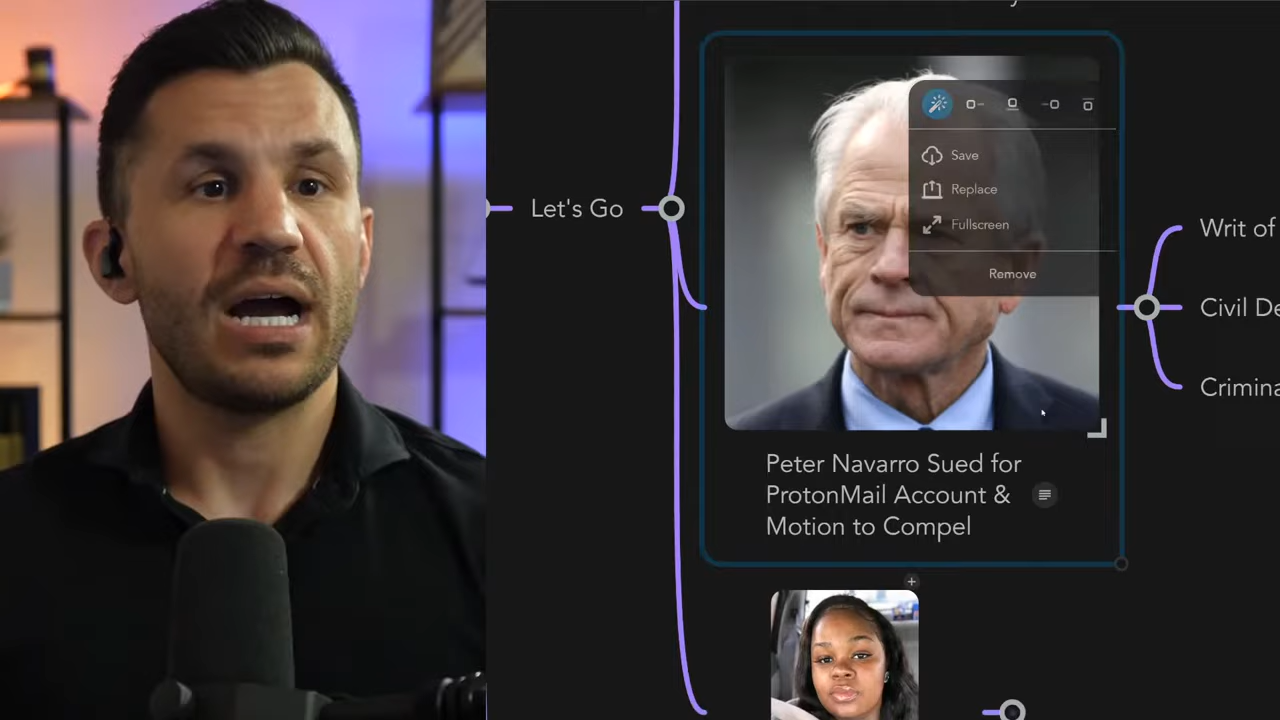 Let's Go
Save
Replace
Fullscreen
Remove
Writ of
Civil De
Crimina
Peter Navarro Sued for
ProtonMail Account &
Motion to Compel